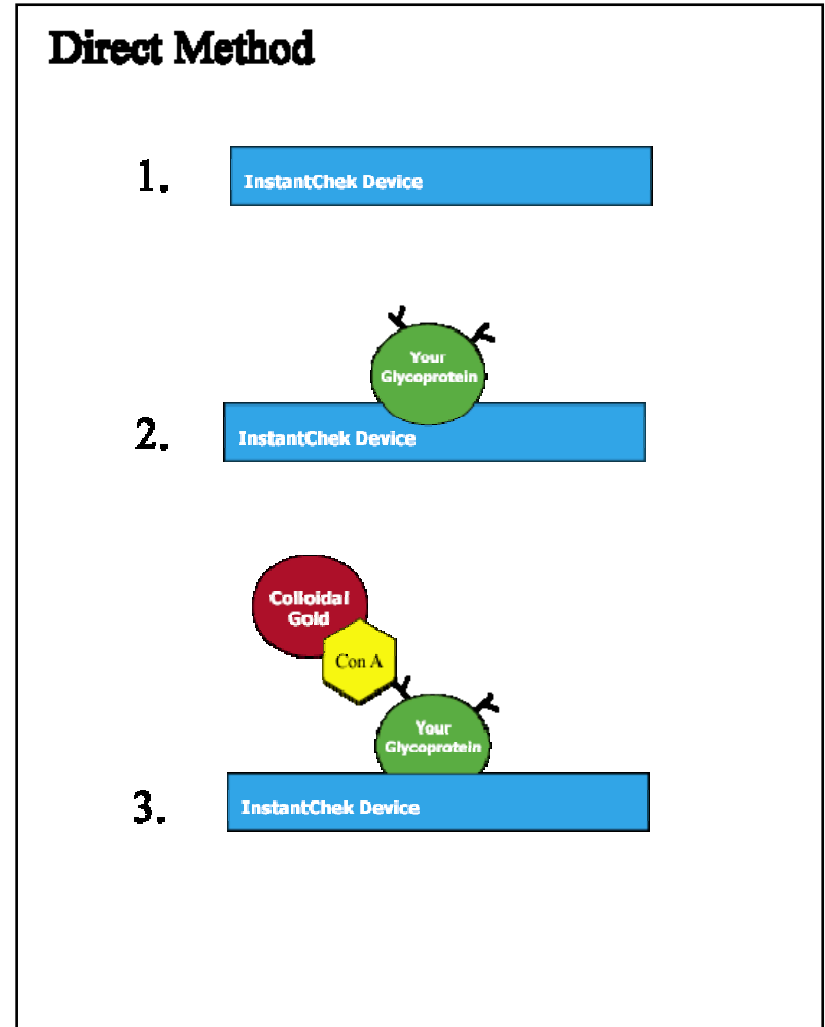 Direct Method
1.
InstantChek Device
Your
Glycoprotein
2.
InstantChek Device
Colloidal
Gold
Con A
Your
Glycoprotein
3.
InstantChek Device